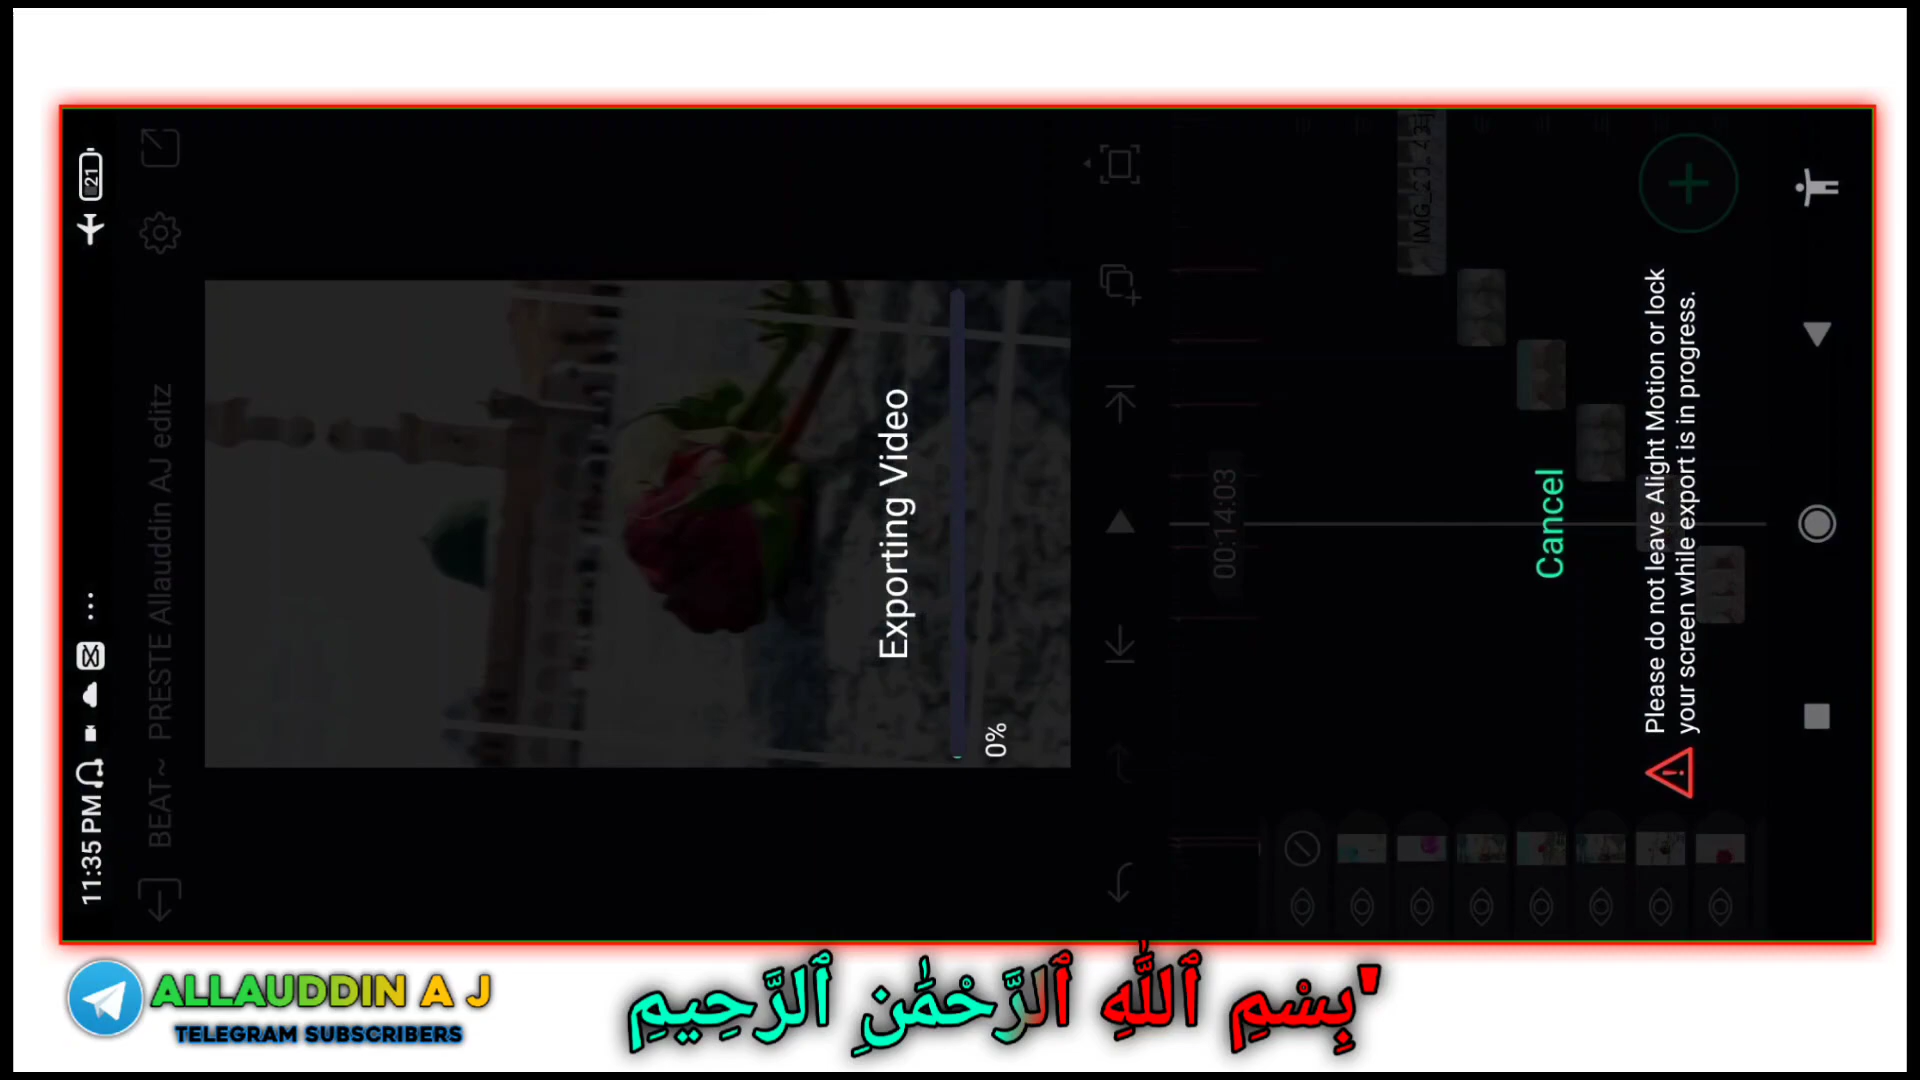 11:35 PM
21
BEAT~ PRESTE Allauddin AJ editz
Exporting Video
0%
00:14:03
Cancel
Please do not leave Alight Motion or lock
your screen while export is in progress.
ALLAUDDIN A J
TELEGRAM SUBSCRIBERS
'بِسْمِ ٱللَّٰهِ ٱلرَّحْمَٰنِ ٱلرَّحِيمِ